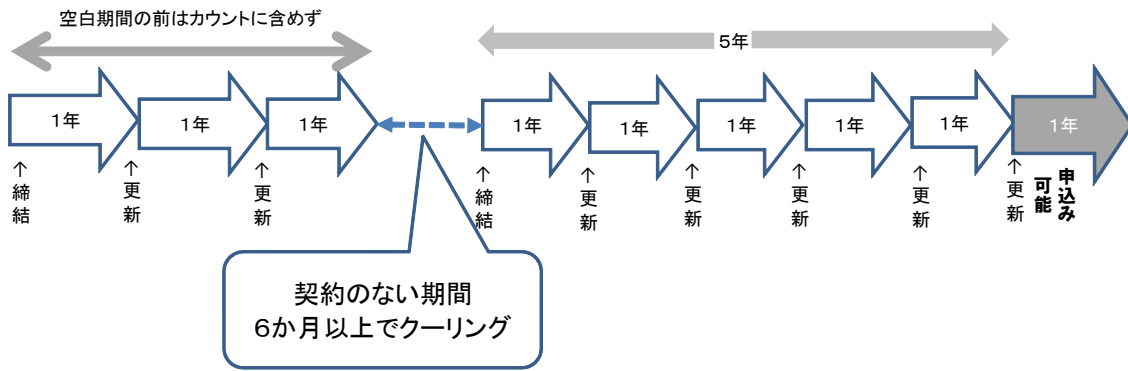 空白期間の前はカウントに含めず
5年
1年
1年
1年
1年
1年
1年
1年
1年
1年
↑締結
↑更新
↑更新
↑締結
↑更新
↑更新
↑更新
↑更新
↑更新
申込み
可能
契約のない期間
6か月以上でクーリング